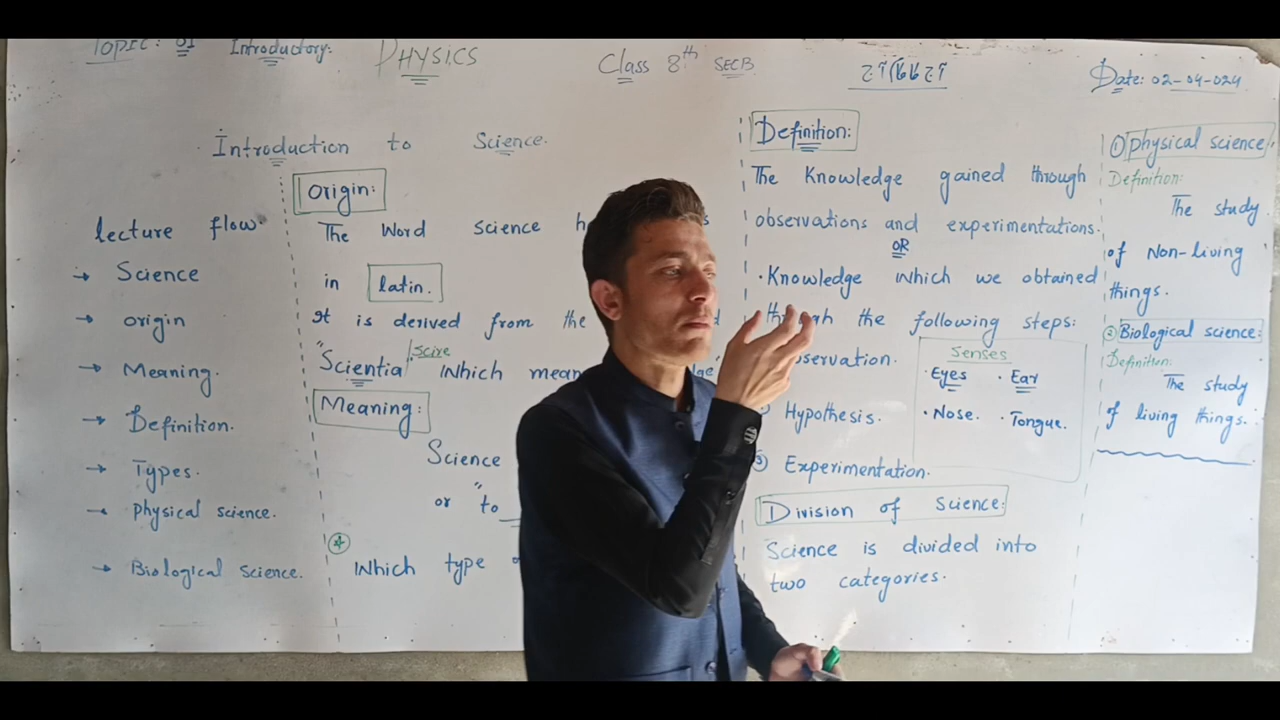 Topic: 01 Introductory: PHYSICS Class 8th SECB Date: 02-04-024
Introduction to Science.
lecture flow
→ Science
→ origin
→ Meaning.
→ Definition.
→ Types.
→ Physical science.
→ Biological science.
Origin:
The Word science
in latin.
It is derived from the
"Scientia / scire Which mean
Meaning:
Science
or "to
Which type
Definition:
The Knowledge gained through
observations and experimentations.
OR
Knowledge Which we obtained
through the following steps:
servation.
Hypothesis.
③ Experimentation.
Senses
· Eyes · Ear
· Nose. · Tongue.
Division of Science:
Science is divided into
two categories.
① Physical science
Definition:
The study
of Non-living
things.
② Biological science:
Definition:
The study
of living things.